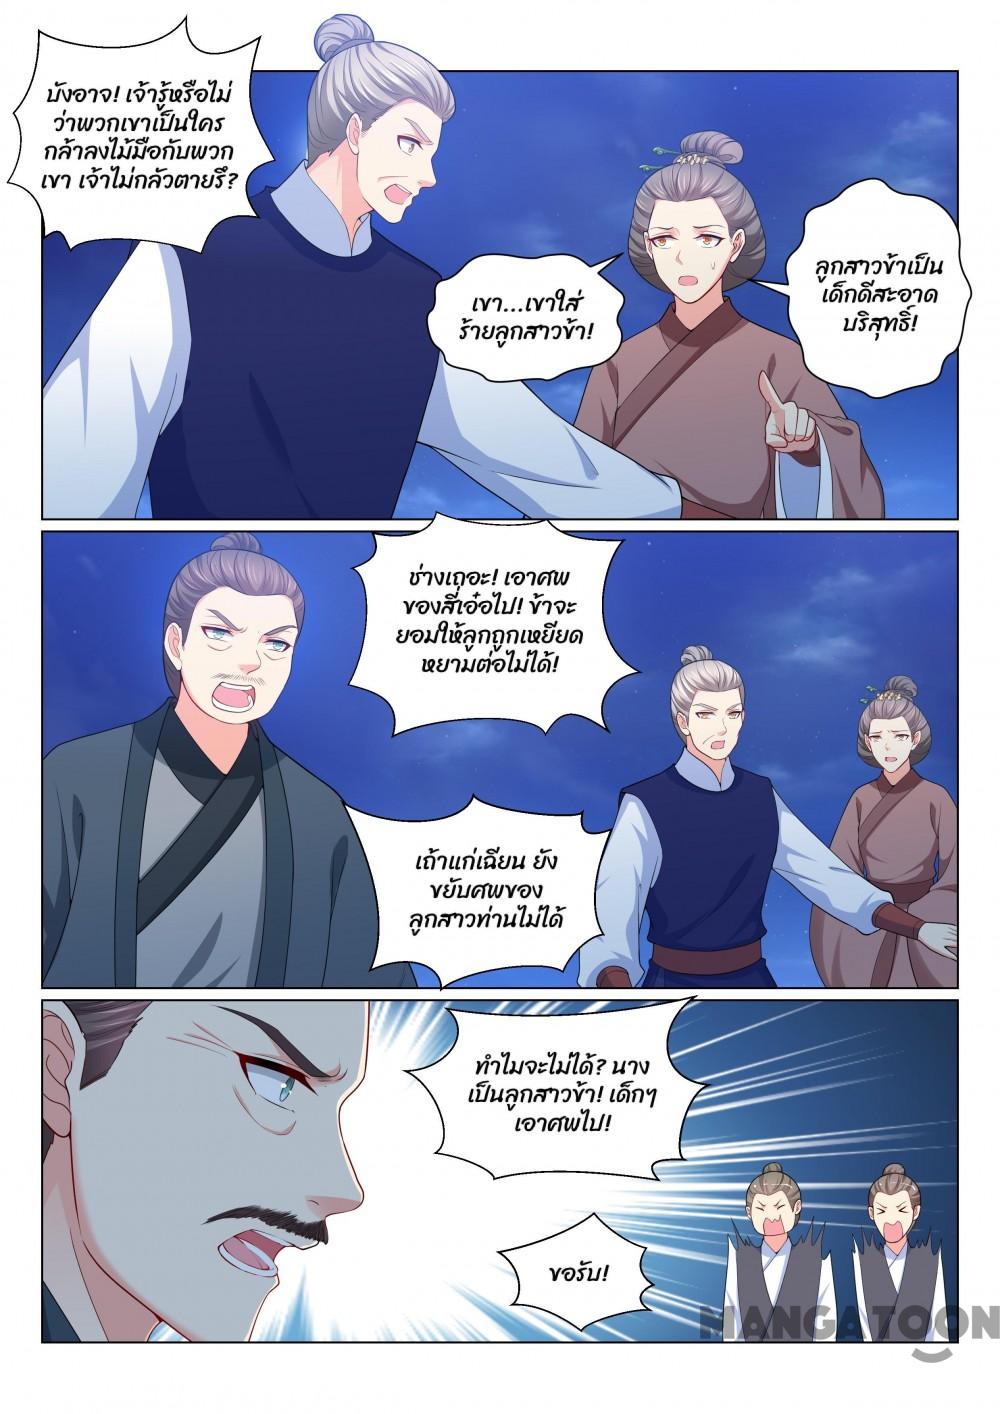 บังอาจ! เจ้ารู้หรือไม่
ว่าพวกเขาเป็นใคร
กล้าลงไม้มือกับพวก
เขา เจ้าไม่กลัวตายรึ?
เขา...เขาใส่
ร้ายลูกสาวข้า!
ลูกสาวข้าเป็น
เด็กดีสะอาด
บริสุทธิ์!
ช่างเถอะ! เอาศพ
ของสี่เอ๋อไป! ข้าจะ
ยอมให้ลูกถูกเหยียด
หยามต่อไม่ได้!
เถ้าแก่เฉียน ยัง
ขยับศพของ
ลูกสาวท่านไม่ได้
ทำไมจะไม่ได้? นาง
เป็นลูกสาวข้า! เด็กๆ
เอาศพไป!
ขอรับ!
MANGATOON